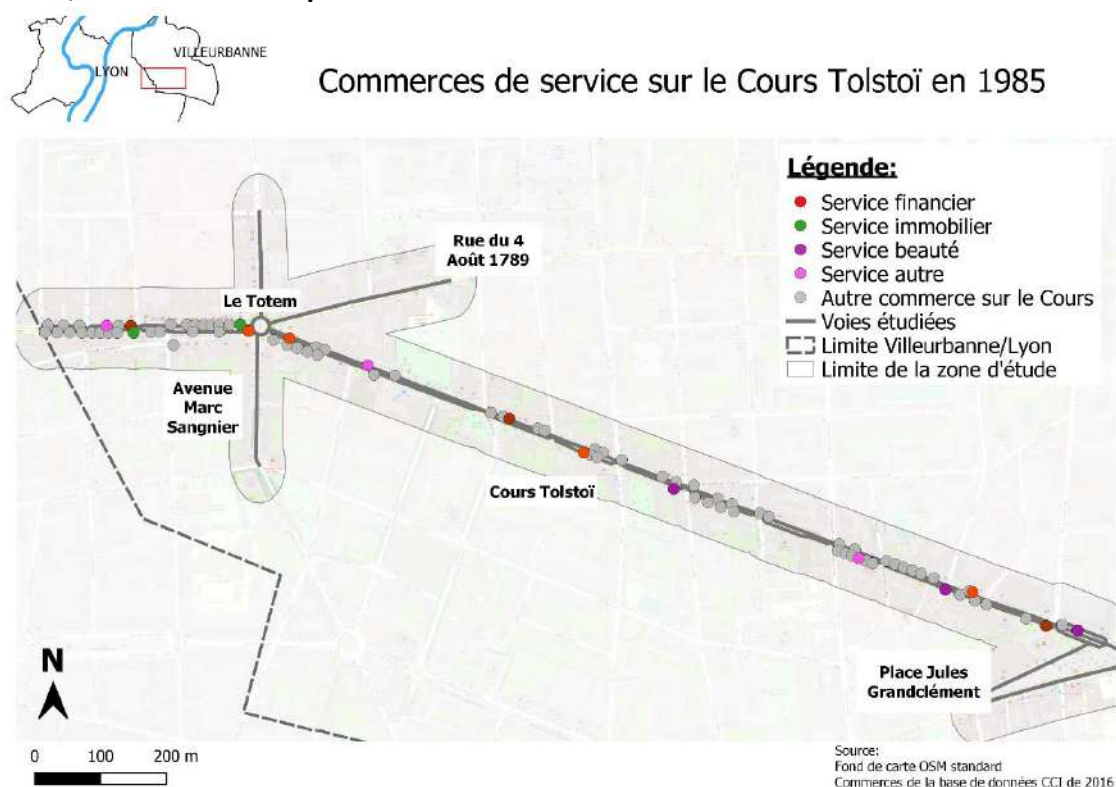 VILLEURBANNE
LYON
Commerces de service sur le Cours Tolstoï en 1985
Légende:
Service financier
Service immobilier
Service beauté
Service autre
Autre commerce sur le Cours
Voies étudiées
Limite Villeurbanne/Lyon
Limite de la zone d'étude
Rue du 4
Août 1789
Le Totem
Avenue
Marc
Sangnier
Cours Tolstoï
Place Jules
Grandclément
N
0 100 200 m
Source:
Fond de carte OSM standard
Commerces de la base de données CCI de 2016